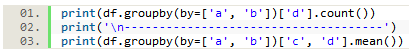 01. print(df.groupby(by=['a', 'b'])['d'].count())
02. print('\n------------------------------------')
03. print(df.groupby(by=['a', 'b'])['c', 'd'].mean())